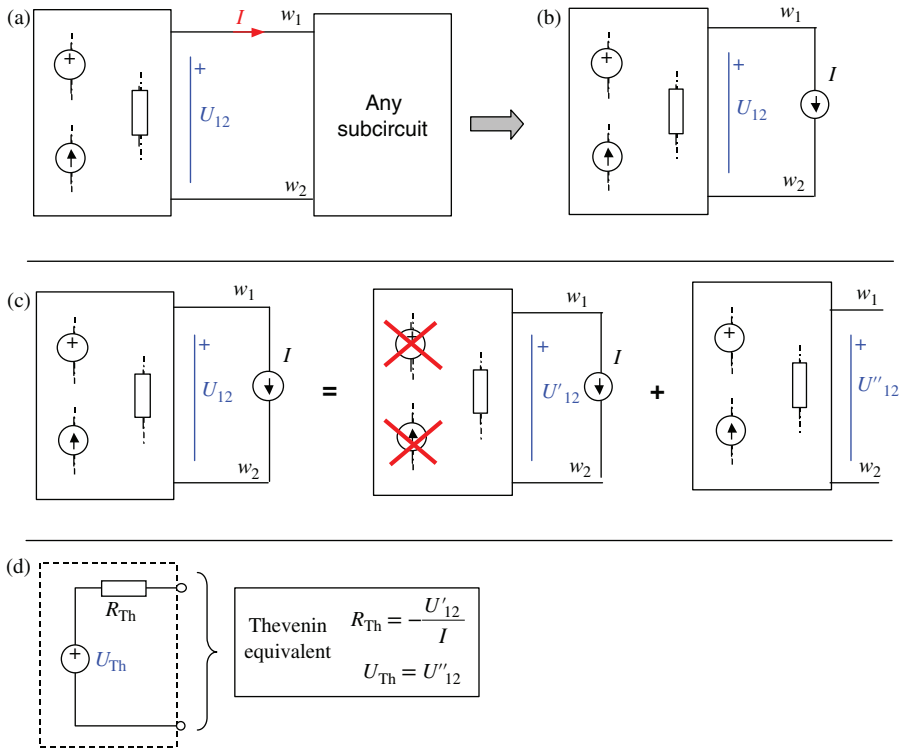 (a)
I
w1
+
+
U12
Any
subcircuit
w2
(b)
w1
+
+
U12
I
w2
(c)
w1
+
+
U12
I
w2
=
w1
+
+
U'12
I
w2
+
w1
+
+
U''12
w2
(d)
RTh
+
UTh
Thevenin
equivalent
RTh = − U'12 / I
UTh = U''12